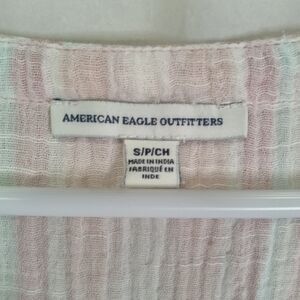 AMERICAN EAGLE OUTFITTERS
S/P/CH
MADE IN INDIA
FABRIQUÉ EN
INDE